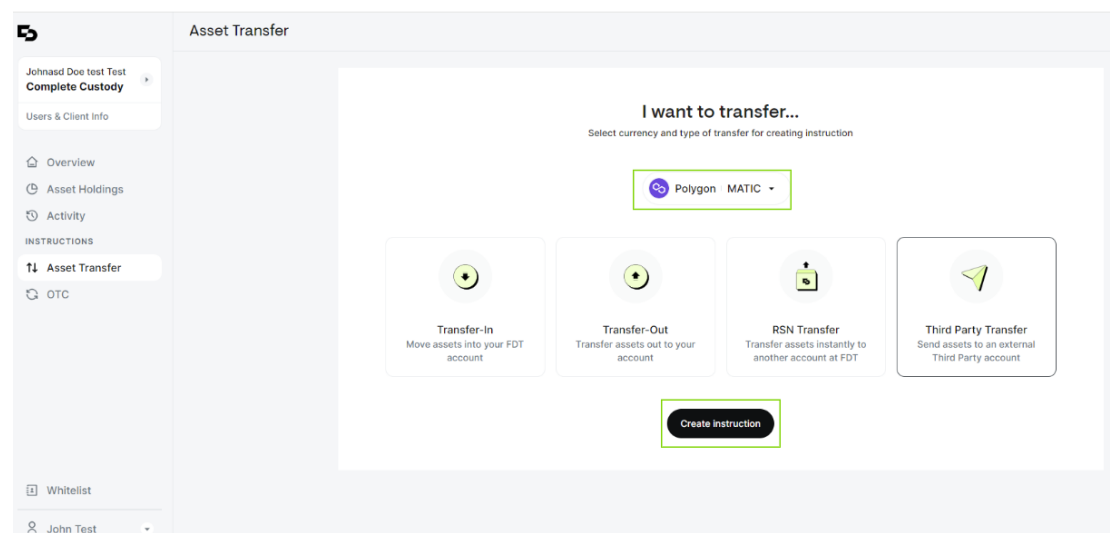 Asset Transfer
Johnasd Doe test Test
Complete Custody
Users & Client Info
Overview
Asset Holdings
Activity
INSTRUCTIONS
Asset Transfer
OTC
Whitelist
John Test
I want to transfer...
Select currency and type of transfer for creating instruction
Polygon MATIC
Transfer-In
Move assets into your FDT
account
Transfer-Out
Transfer assets out to your
account
RSN Transfer
Transfer assets instantly to
another account at FDT
Third Party Transfer
Send assets to an external
Third Party account
Create instruction